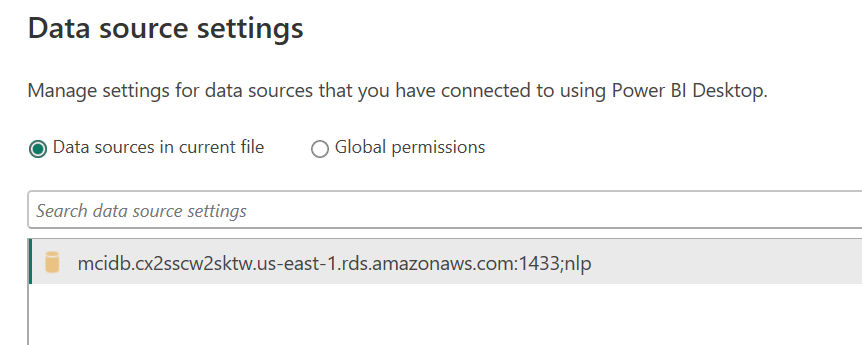 Data source settings
Manage settings for data sources that you have connected to using Power BI Desktop.
Data sources in current file Global permissions
Search data source settings
mcidb.cx2sscw2sktw.us-east-1.rds.amazonaws.com:1433;nlp